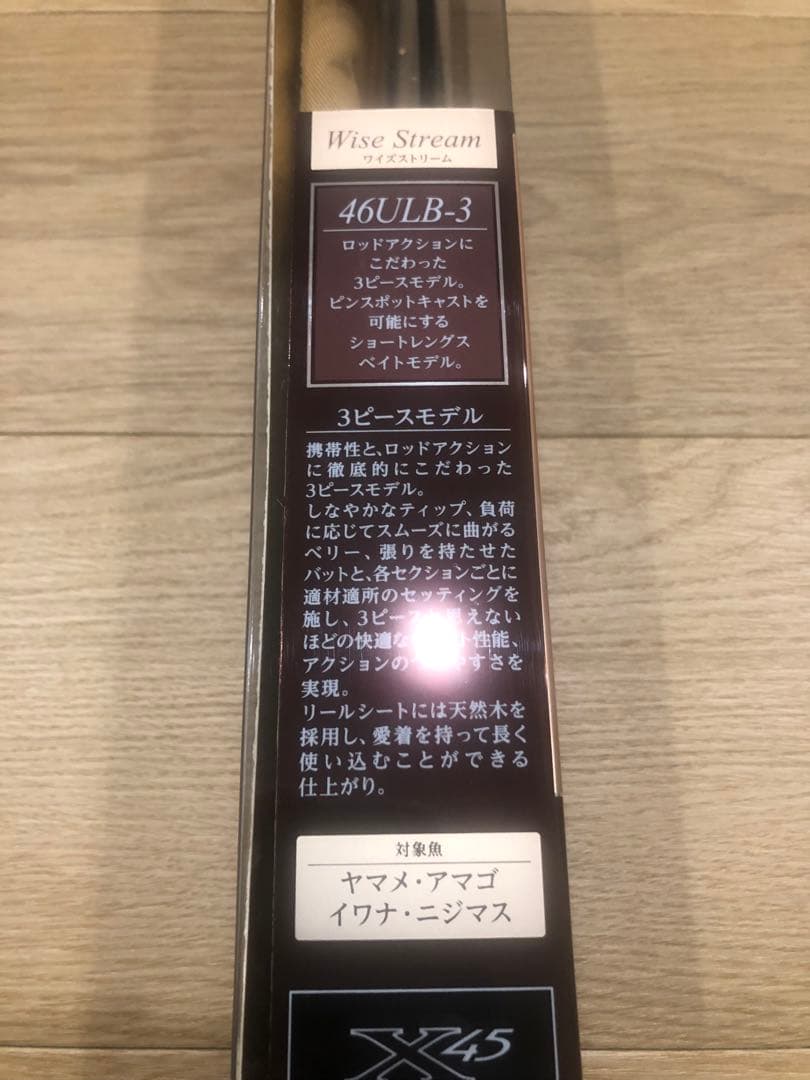 Wise Stream
ワイズストリーム
46ULB-3
ロッドアクションに
こだわった
3ピースモデル。
ピンスポットキャストを
可能にする
ショートレングス
ベイトモデル。
3ピースモデル
携帯性と、ロッドアクション
に徹底的にこだわった
3ピースモデル。
しなやかなティップ、負荷
に応じてスムーズに曲がる
ベリー、張りを持たせた
バットと、各セクションごとに
適材適所のセッティングを
施し、3ピース 思えない
ほどの快適な ト性能、
アクションの やすさを
実現。
リールシートには天然木を
採用し、愛着を持って長く
使い込むことができる
仕上がり。
対象魚
ヤマメ・アマゴ
イワナ・ニジマス
X45